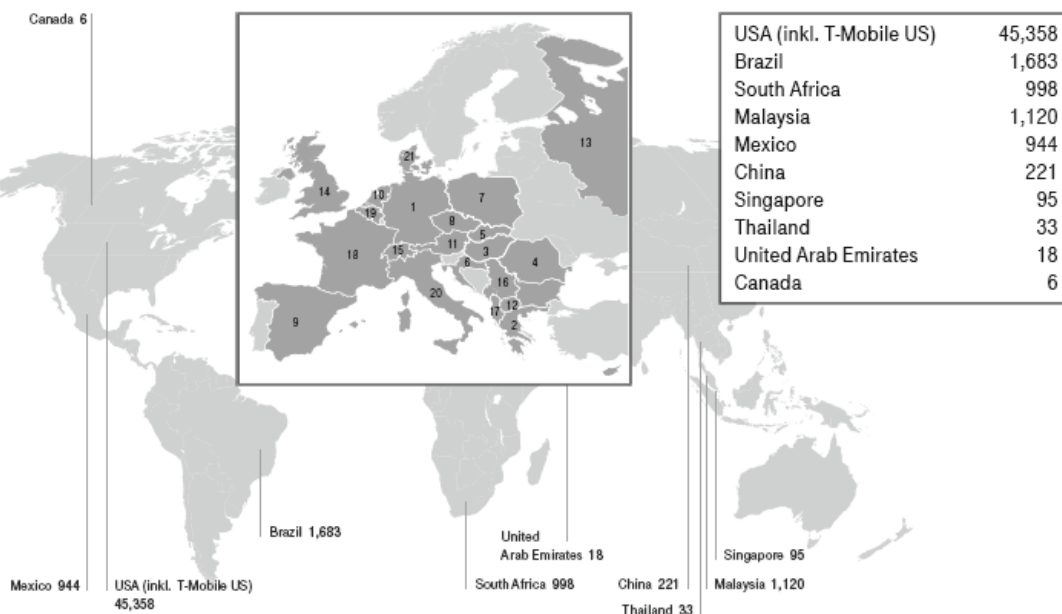 Canada 6
USA (inkl. T-Mobile US) 45,358
Brazil 1,683
South Africa 998
Malaysia 1,120
Mexico 944
China 221
Singapore 95
Thailand 33
United Arab Emirates 18
Canada 6
13
21
14
10
1
7
19
8
5
18
15
11
3
4
6
20
16
9
17
12
2
Brazil 1,683
United
Arab Emirates 18
Singapore 95
Mexico 944
USA (inkl. T-Mobile US)
45,358
South Africa 998
China 221
Malaysia 1,120
Thailand 33